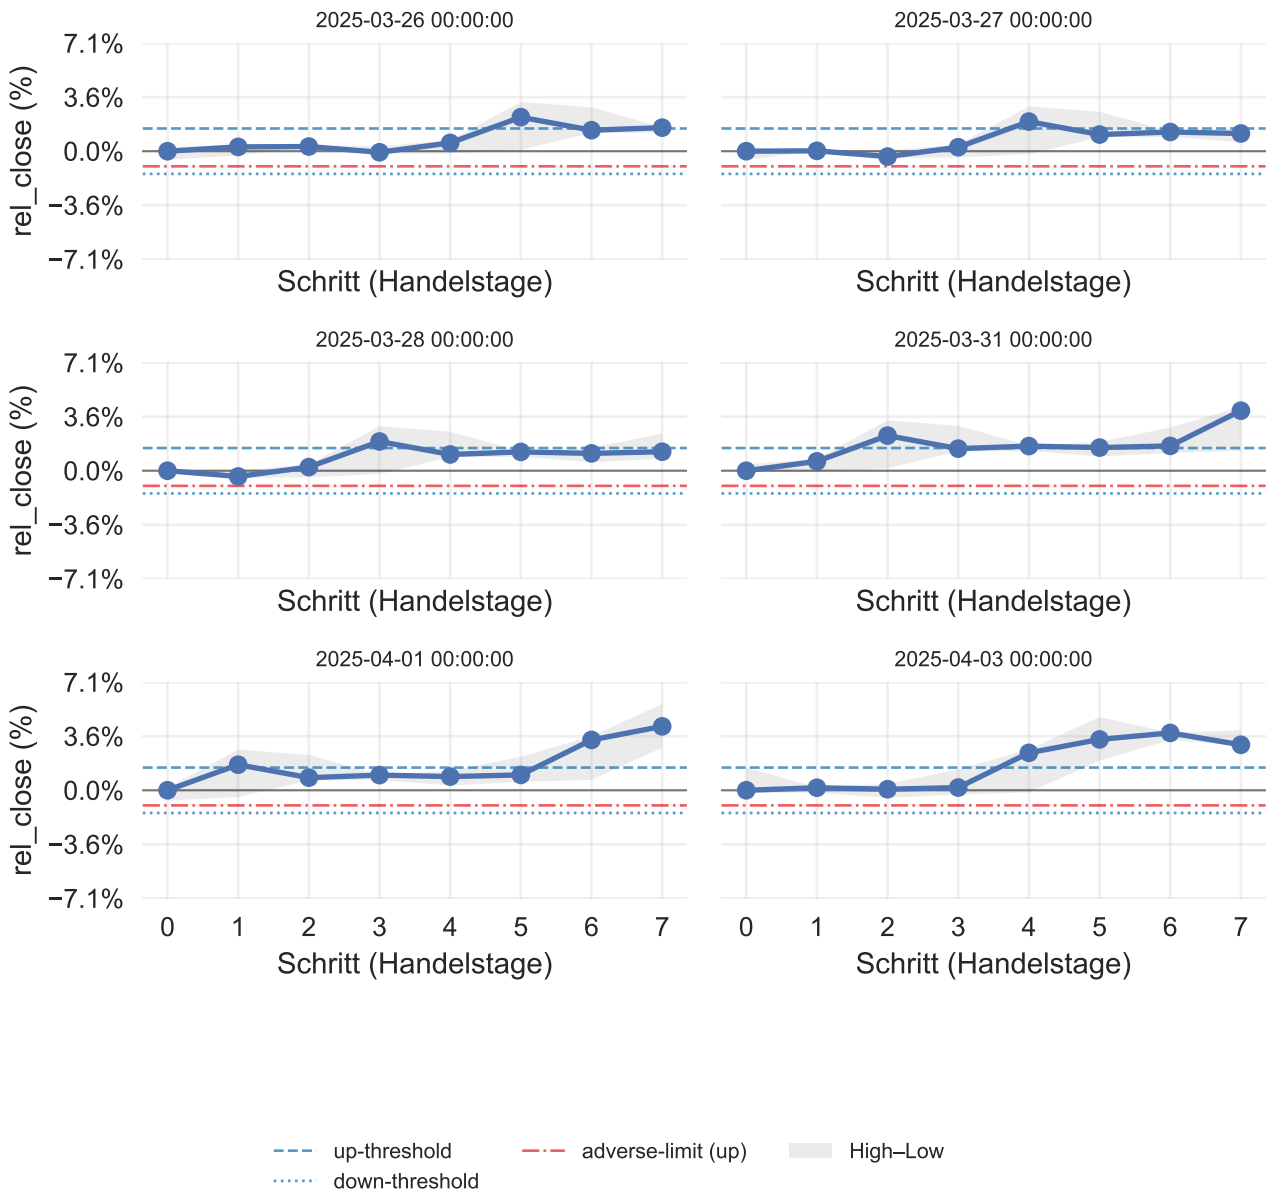 2025-03-26 00:00:00
2025-03-27 00:00:00
7.1%
3.6%
0.0%
−3.6%
−7.1%
rel_close (%)
Schritt (Handelstage)
Schritt (Handelstage)
2025-03-28 00:00:00
2025-03-31 00:00:00
7.1%
3.6%
0.0%
−3.6%
−7.1%
rel_close (%)
Schritt (Handelstage)
Schritt (Handelstage)
2025-04-01 00:00:00
2025-04-03 00:00:00
7.1%
3.6%
0.0%
−3.6%
−7.1%
rel_close (%)
0 1 2 3 4 5 6 7
0 1 2 3 4 5 6 7
Schritt (Handelstage)
Schritt (Handelstage)
up-threshold
adverse-limit (up)
High–Low
down-threshold